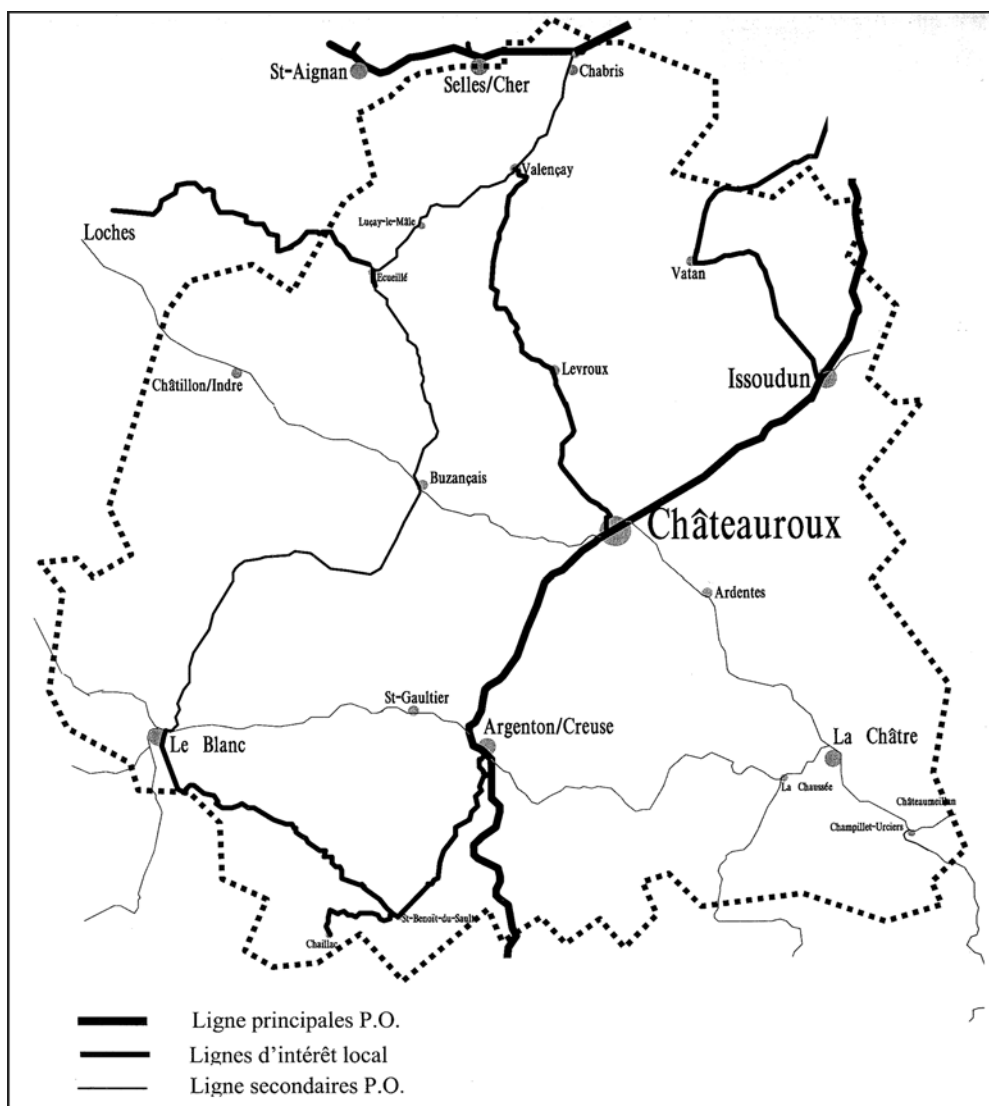 St-Aignan
Selles/Cher
Chabris
Valençay
Luçay-le-Mâle
Loches
Ecueillé
Vatan
Châtillon/Indre
Levroux
Issoudun
Buzançais
Châteauroux
Ardentes
St-Gaultier
Le Blanc
Argenton/Creuse
La Châtre
La Chaussée
Châteaumeillan
Champillet-Urciers
St-Benoît-du-Sault
Chaillac
Ligne principales P.O.
Lignes d'intérêt local
Ligne secondaires P.O.